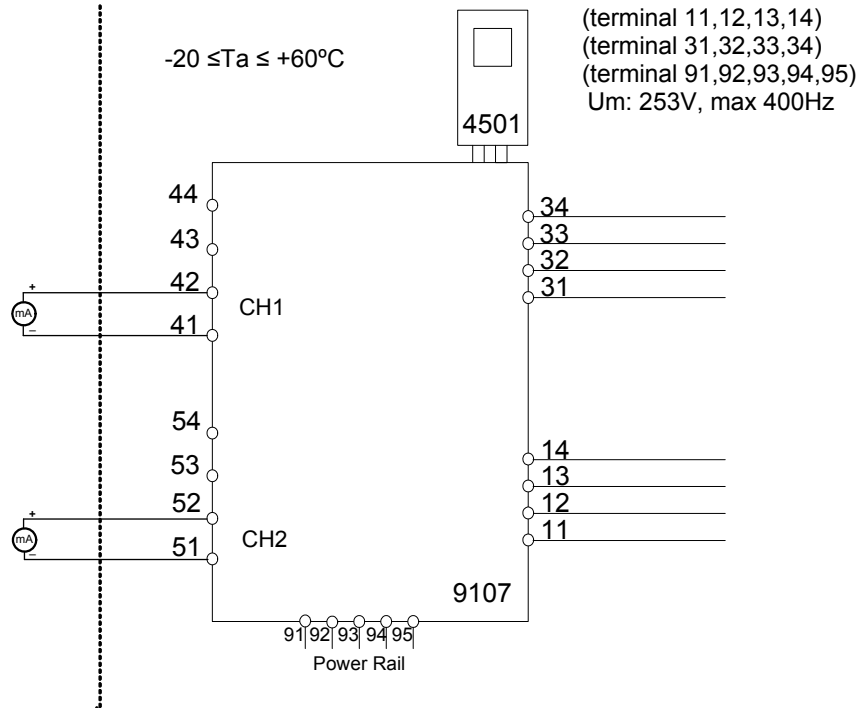 (terminal 11,12,13,14)
-20 ≤Ta ≤ +60ºC
(terminal 31,32,33,34)
(terminal 91,92,93,94,95)
Um: 253V, max 400Hz
4501
44
34
43
33
42
32
+
31
mA
CH1
41
–
54
14
53
13
52
12
+
11
mA
CH2
51
–
9107
91 92 93 94 95
Power Rail